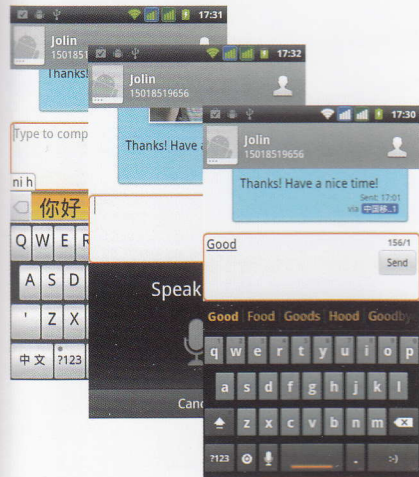 17:31
Jolin
15018519656
Thanks!
Type to comp
ni h
你好
Q W E R
A S D
' Z X
中文 ?123
17:32
Jolin
15018519656
Thanks! Have a
Speak
Canc
17:30
Jolin
15018519656
Thanks! Have a nice time!
Sent: 17:01
via 中国移..1
Good 156/1
Send
Good Food Goods Hood Goodby
q w e r t y u i o p
a s d f g h j k l
z x c v b n m
?123 . :-)